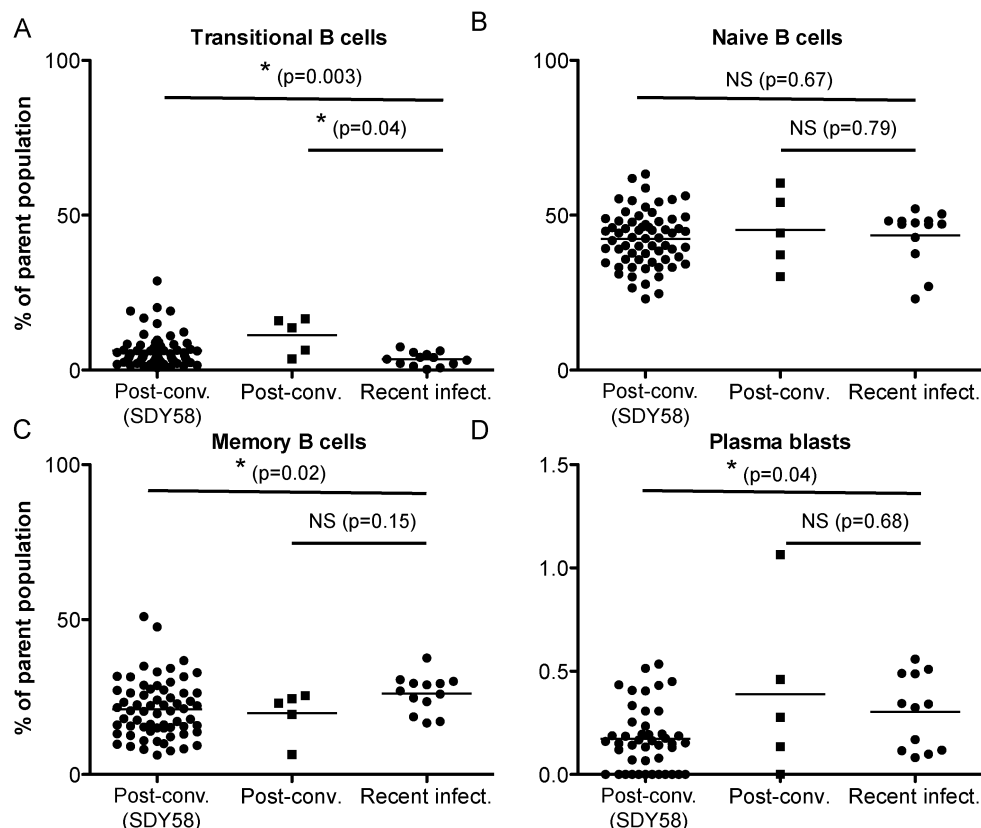 A
Transitional B cells
* (p=0.003)
* (p=0.04)
% of parent population
100
50
0
Post-conv.
(SDY58)
Post-conv.
Recent infect.
B
Naive B cells
NS (p=0.67)
NS (p=0.79)
100
50
0
Post-conv.
(SDY58)
Post-conv.
Recent infect.
C
Memory B cells
* (p=0.02)
NS (p=0.15)
% of parent population
100
50
0
Post-conv.
(SDY58)
Post-conv.
Recent infect.
D
Plasma blasts
* (p=0.04)
NS (p=0.68)
1.5
1.0
0.5
0.0
Post-conv.
(SDY58)
Post-conv.
Recent infect.